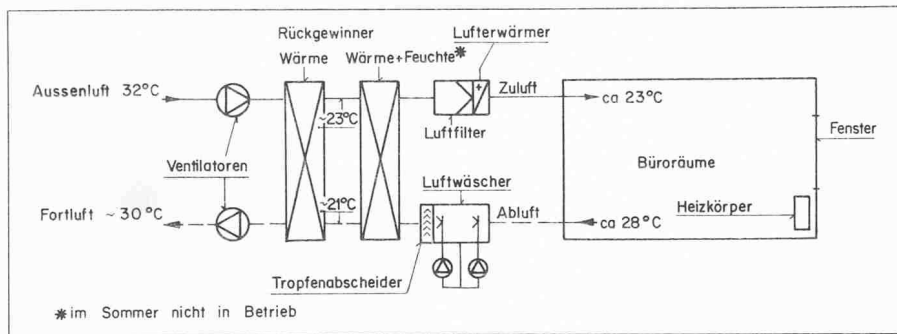 Rückgewinner
Wärme Wärme+Feuchte*
Lufterwärmer
Aussenluft 32°C
Zuluft
ca 23°C
~23°C
Luftfilter
Fenster
Ventilatoren
Büroräume
Luftwäscher
~21°C
Fortluft ~30°C
Abluft
ca 28°C
Heizkörper
Tropfenabscheider
* im Sommer nicht in Betrieb